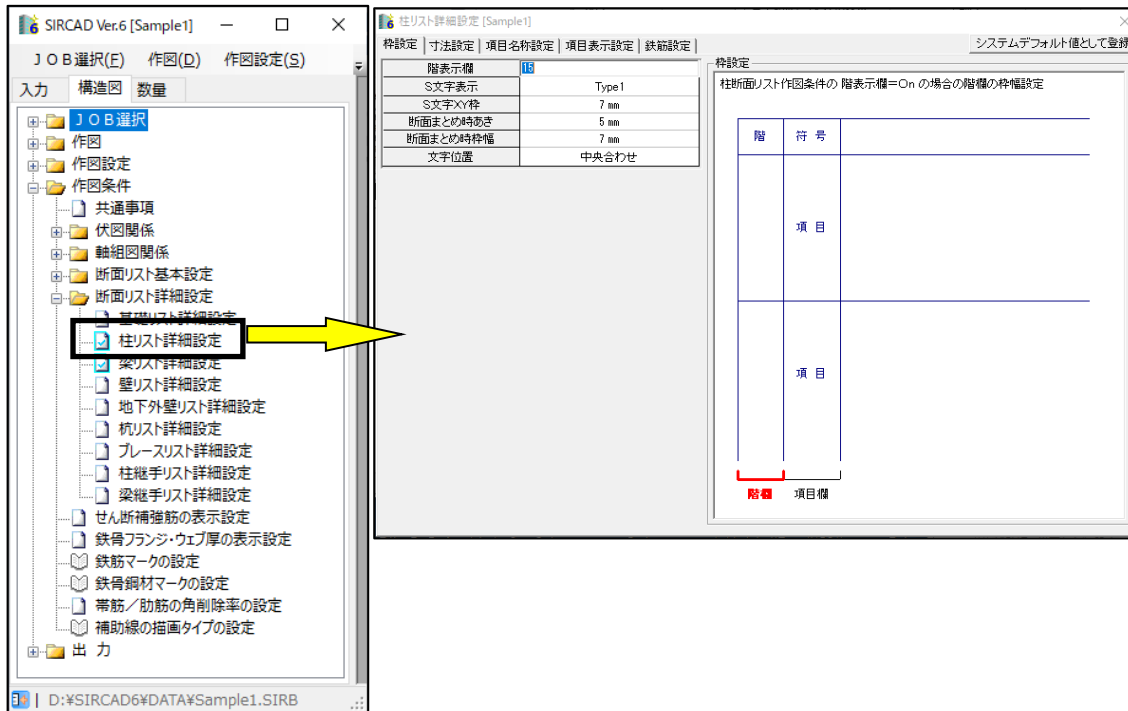 SIRCAD Ver.6 [Sample1]
JOB選択(F) 作図(D) 作図設定(S)
入力 構造図 数量
JOB選択
作図
作図設定
作図条件
共通事項
伏図関係
軸組図関係
断面リスト基本設定
断面リスト詳細設定
基礎リスト詳細設定
柱リスト詳細設定
梁リスト詳細設定
壁リスト詳細設定
地下外壁リスト詳細設定
杭リスト詳細設定
ブレースリスト詳細設定
柱継手リスト詳細設定
梁継手リスト詳細設定
せん断補強筋の表示設定
鉄骨フランジ・ウェブ厚の表示設定
鉄筋マークの設定
鉄骨鋼材マークの設定
帯筋/肋筋の角削除率の設定
補助線の描画タイプの設定
出 力
D:¥SIRCAD6¥DATA¥Sample1.SIRB
柱リスト詳細設定 [Sample1]
枠設定 寸法設定 項目名称設定 項目表示設定 鉄筋設定 システムデフォルト値として登録
階表示欄 15
S文字表示 Type1
S文字XY枠 7 mm
断面まとめ時あき 5 mm
断面まとめ時枠幅 7 mm
文字位置 中央合わせ
枠設定
柱断面リスト作図条件の 階表示欄=On の場合の階欄の枠幅設定
階 符 号
項 目
項 目
階欄 項目欄